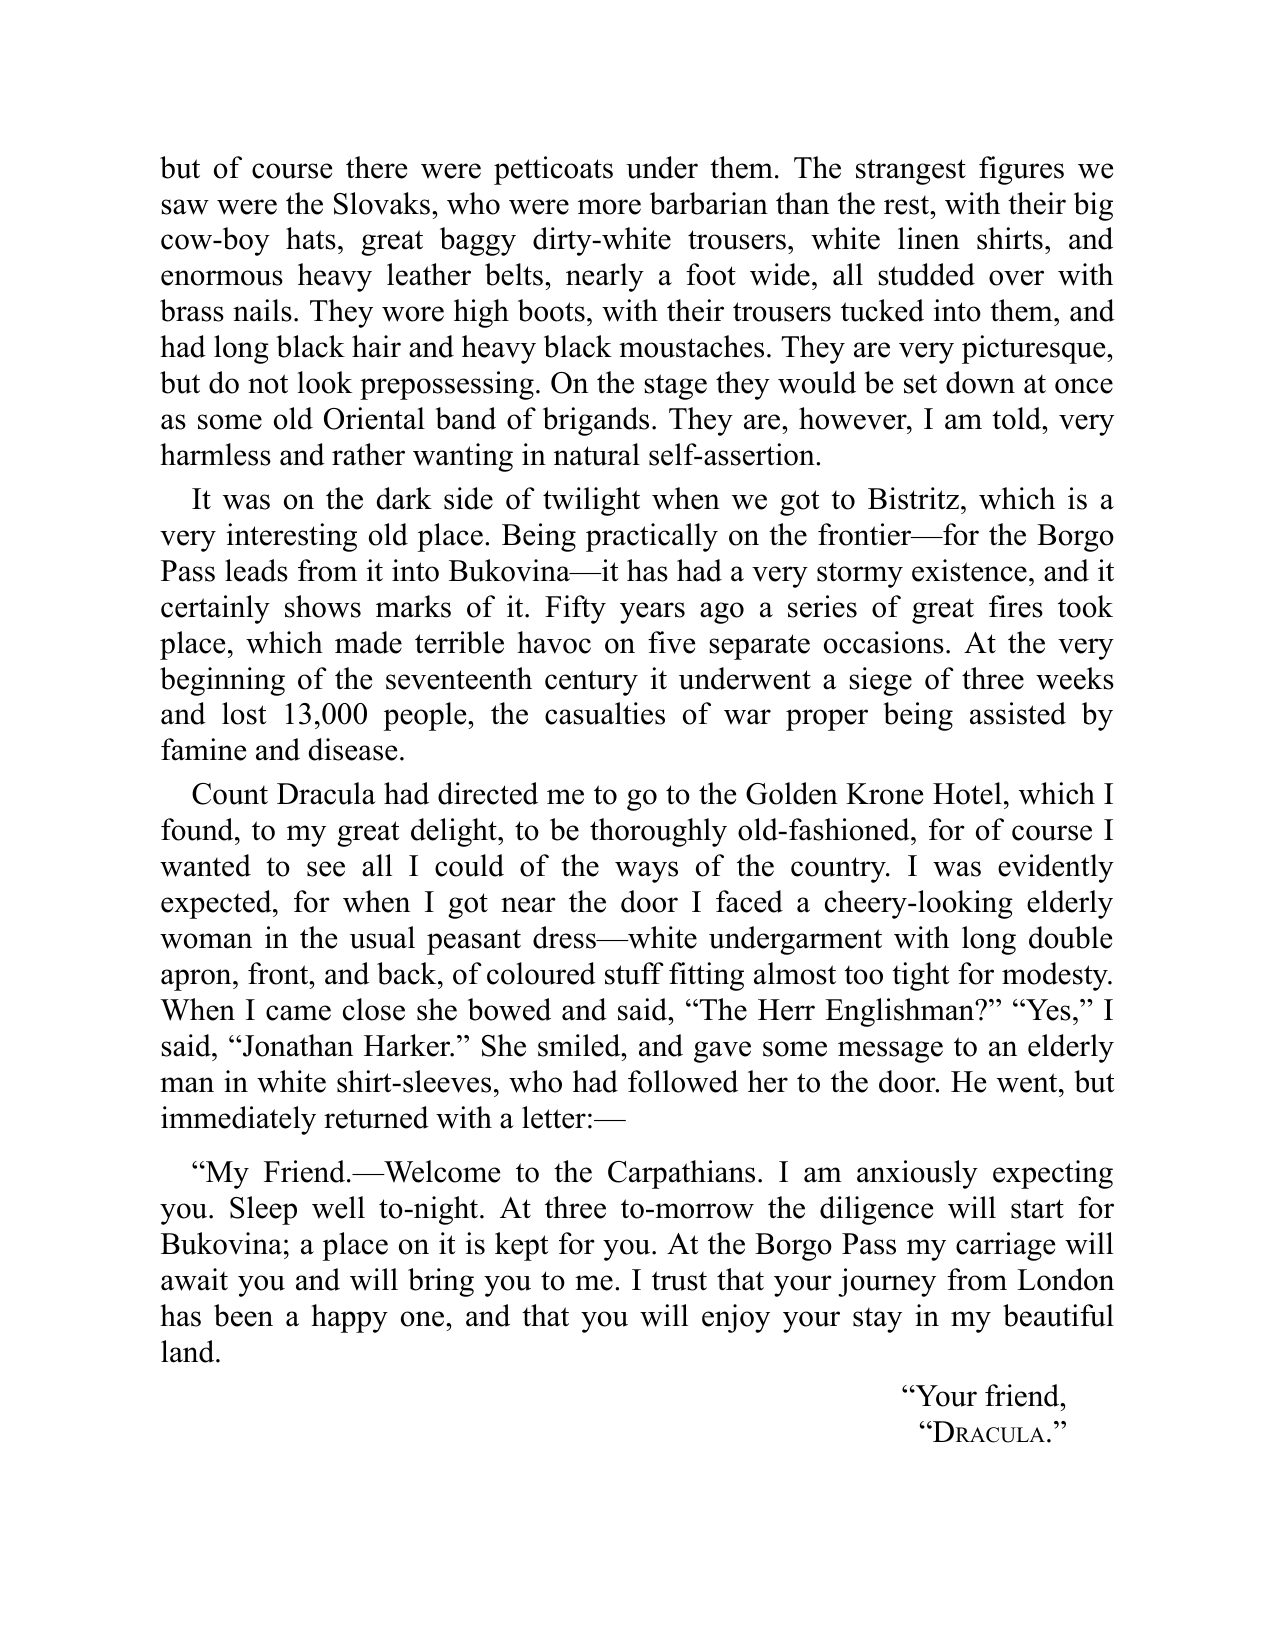 but of course there were petticoats under them. The strangest figures we
saw were the Slovaks, who were more barbarian than the rest, with their big
cow-boy hats, great baggy dirty-white trousers, white linen shirts, and
enormous heavy leather belts, nearly a foot wide, all studded over with
brass nails. They wore high boots, with their trousers tucked into them, and
had long black hair and heavy black moustaches. They are very picturesque,
but do not look prepossessing. On the stage they would be set down at once
as some old Oriental band of brigands. They are, however, I am told, very
harmless and rather wanting in natural self-assertion.
It was on the dark side of twilight when we got to Bistritz, which is a
very interesting old place. Being practically on the frontier—for the Borgo
Pass leads from it into Bukovina—it has had a very stormy existence, and it
certainly shows marks of it. Fifty years ago a series of great fires took
place, which made terrible havoc on five separate occasions. At the very
beginning of the seventeenth century it underwent a siege of three weeks
and lost 13,000 people, the casualties of war proper being assisted by
famine and disease.
Count Dracula had directed me to go to the Golden Krone Hotel, which I
found, to my great delight, to be thoroughly old-fashioned, for of course I
wanted to see all I could of the ways of the country. I was evidently
expected, for when I got near the door I faced a cheery-looking elderly
woman in the usual peasant dress—white undergarment with long double
apron, front, and back, of coloured stuff fitting almost too tight for modesty.
When I came close she bowed and said, “The Herr Englishman?” “Yes,” I
said, “Jonathan Harker.” She smiled, and gave some message to an elderly
man in white shirt-sleeves, who had followed her to the door. He went, but
immediately returned with a letter:—
“My Friend.—Welcome to the Carpathians. I am anxiously expecting
you. Sleep well to-night. At three to-morrow the diligence will start for
Bukovina; a place on it is kept for you. At the Borgo Pass my carriage will
await you and will bring you to me. I trust that your journey from London
has been a happy one, and that you will enjoy your stay in my beautiful
land.
“Your friend,
“DRACULA.”